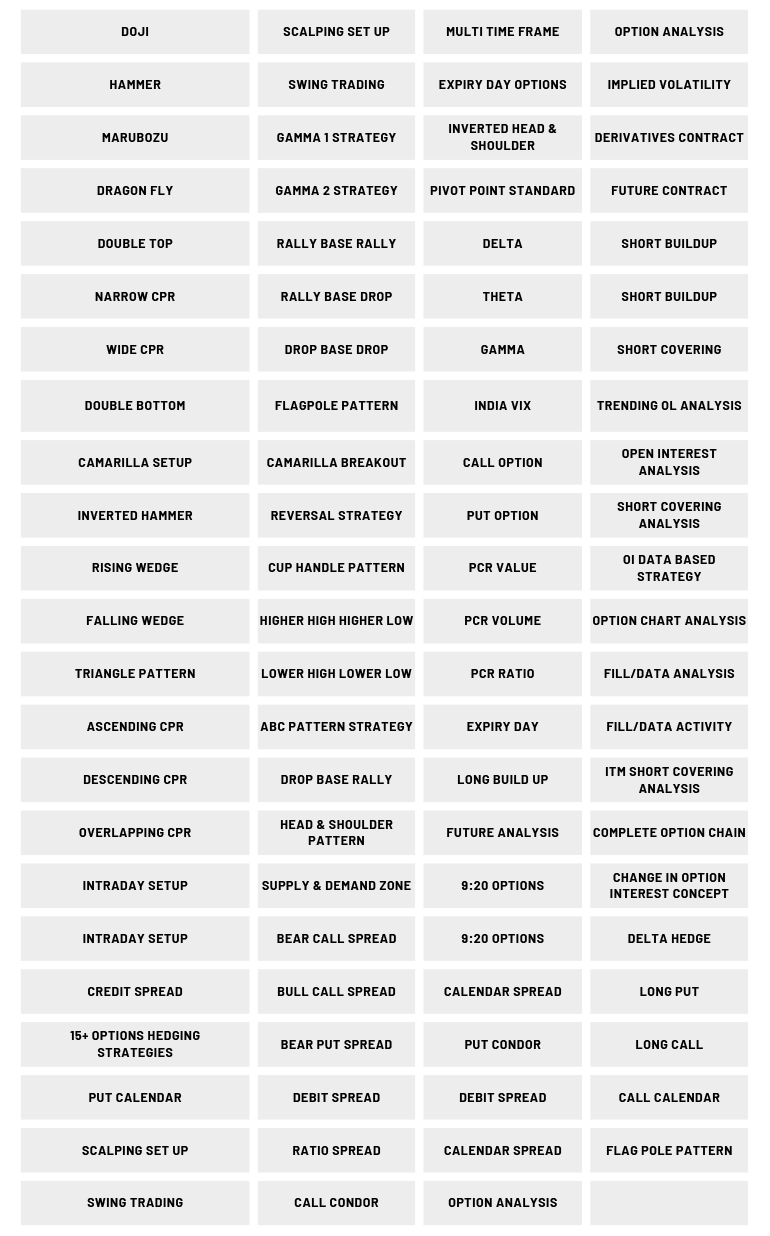 DOJI
SCALPING SET UP
MULTI TIME FRAME
OPTION ANALYSIS
HAMMER
SWING TRADING
EXPIRY DAY OPTIONS
IMPLIED VOLATILITY
MARUBOZU
GAMMA 1 STRATEGY
INVERTED HEAD &
SHOULDER
DERIVATIVES CONTRACT
DRAGON FLY
GAMMA 2 STRATEGY
PIVOT POINT STANDARD
FUTURE CONTRACT
DOUBLE TOP
RALLY BASE RALLY
DELTA
SHORT BUILDUP
NARROW CPR
RALLY BASE DROP
THETA
SHORT BUILDUP
WIDE CPR
DROP BASE DROP
GAMMA
SHORT COVERING
DOUBLE BOTTOM
FLAGPOLE PATTERN
INDIA VIX
TRENDING OL ANALYSIS
CAMARILLA SETUP
CAMARILLA BREAKOUT
CALL OPTION
OPEN INTEREST
ANALYSIS
INVERTED HAMMER
REVERSAL STRATEGY
PUT OPTION
SHORT COVERING
ANALYSIS
RISING WEDGE
CUP HANDLE PATTERN
PCR VALUE
OI DATA BASED
STRATEGY
FALLING WEDGE
HIGHER HIGH HIGHER LOW
PCR VOLUME
OPTION CHART ANALYSIS
TRIANGLE PATTERN
LOWER HIGH LOWER LOW
PCR RATIO
FILL/DATA ANALYSIS
ASCENDING CPR
ABC PATTERN STRATEGY
EXPIRY DAY
FILL/DATA ACTIVITY
DESCENDING CPR
DROP BASE RALLY
LONG BUILD UP
ITM SHORT COVERING
ANALYSIS
OVERLAPPING CPR
HEAD & SHOULDER
PATTERN
FUTURE ANALYSIS
COMPLETE OPTION CHAIN
INTRADAY SETUP
SUPPLY & DEMAND ZONE
9:20 OPTIONS
CHANGE IN OPTION
INTEREST CONCEPT
INTRADAY SETUP
BEAR CALL SPREAD
9:20 OPTIONS
DELTA HEDGE
CREDIT SPREAD
BULL CALL SPREAD
CALENDAR SPREAD
LONG PUT
15+ OPTIONS HEDGING
STRATEGIES
BEAR PUT SPREAD
PUT CONDOR
LONG CALL
PUT CALENDAR
DEBIT SPREAD
DEBIT SPREAD
CALL CALENDAR
SCALPING SET UP
RATIO SPREAD
CALENDAR SPREAD
FLAG POLE PATTERN
SWING TRADING
CALL CONDOR
OPTION ANALYSIS